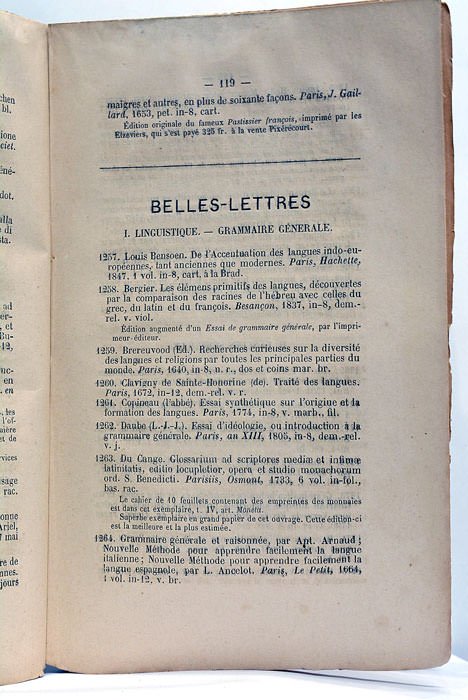 — 119 —
maigres et autres, en plus de soixante façons. Paris, J. Gail-
lard, 1653, pet. in-8, cart.
Édition originale du fameux Pastissier françois, imprimé par les
Elzeviers, qui s'est payé 325 fr. à la vente Pixérécourt.
BELLES-LETTRES
I. LINGUISTIQUE. — GRAMMAIRE GÉNERALE.
1257. Louis Bensoen. De l'Accentuation des langues indo-eu-
ropéennes, tant anciennes que modernes. Paris, Hachette,
1847. 1 vol. in-8, cart. à la Brad.
1258. Bergier. Les élémens primitifs des langues, découvertes
par la comparaison des racines de l'hébreu avec celles du
grec, du latin et du français. Besançon, 1837, in-8, dem.-
rel. v. viol.
Édition augmenté d'un Essai de grammaire générale, par l'impri-
meur-éditeur.
1259. Brereuvood (Ed.). Recherches curieuses sur la diversité
des langues et religions par toutes les principales parties du
monde. Paris, 1640, in-8, n. r., dos et coins mar. br.
1260. Clavigny de Sainte-Honorine (de). Traité des langues.
Paris, 1672, in-12, dem.-rel. v. r.
1261. Copineau (l'abbé). Essai synthétique sur l'origine et la
formation des langues. Paris, 1774, in-8, v. marb., fil.
1262. Daube (L.-J.-J.). Essai d'idéologie, ou introduction à la
grammaire générale. Paris, an XIII, 1805, in-8, dem.-rel.
v. j.
1263. Du Cange. Glossarium ad scriptores mediæ et infimæ
latinitatis, editio locupletior, opera et studio monachorum
ord. S. Benedicti. Parisiis, Osmont, 1733, 6 vol. in-fol.,
bas. rac.
Le cahier de 10 feuillets contenant des empreintes des monnaies
est dans cet exemplaire, t. IV, art. Moneta.
Superbe exemplaire en grand papier de cet ouvrage. Cette édition-ci
est la meilleure et la plus estimée.
1264. Grammaire générale et raisonnée, par Apt. Arnaud;
Nouvelle Méthode pour apprendre facilement la langue
italienne; Nouvelle Méthode pour apprendre facilement la
langue espagnole, par L. Ancelot. Paris, Le Petit, 1664,
1 vol. in-12, v. br.